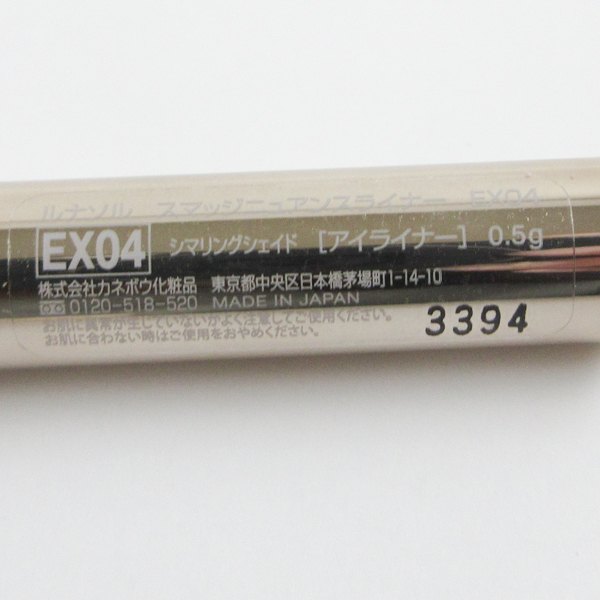 ルナソル スマッジニュアンスライナー EX04
EX04 シマリングシェイド [アイライナー] 0.5g
株式会社カネボウ化粧品 東京都中央区日本橋茅場町1-14-10
0120-518-520 MADE IN JAPAN
お肌に異常が生じていないかよく注意してご使用ください。
お肌に合わない時はご使用をおやめください。
3394